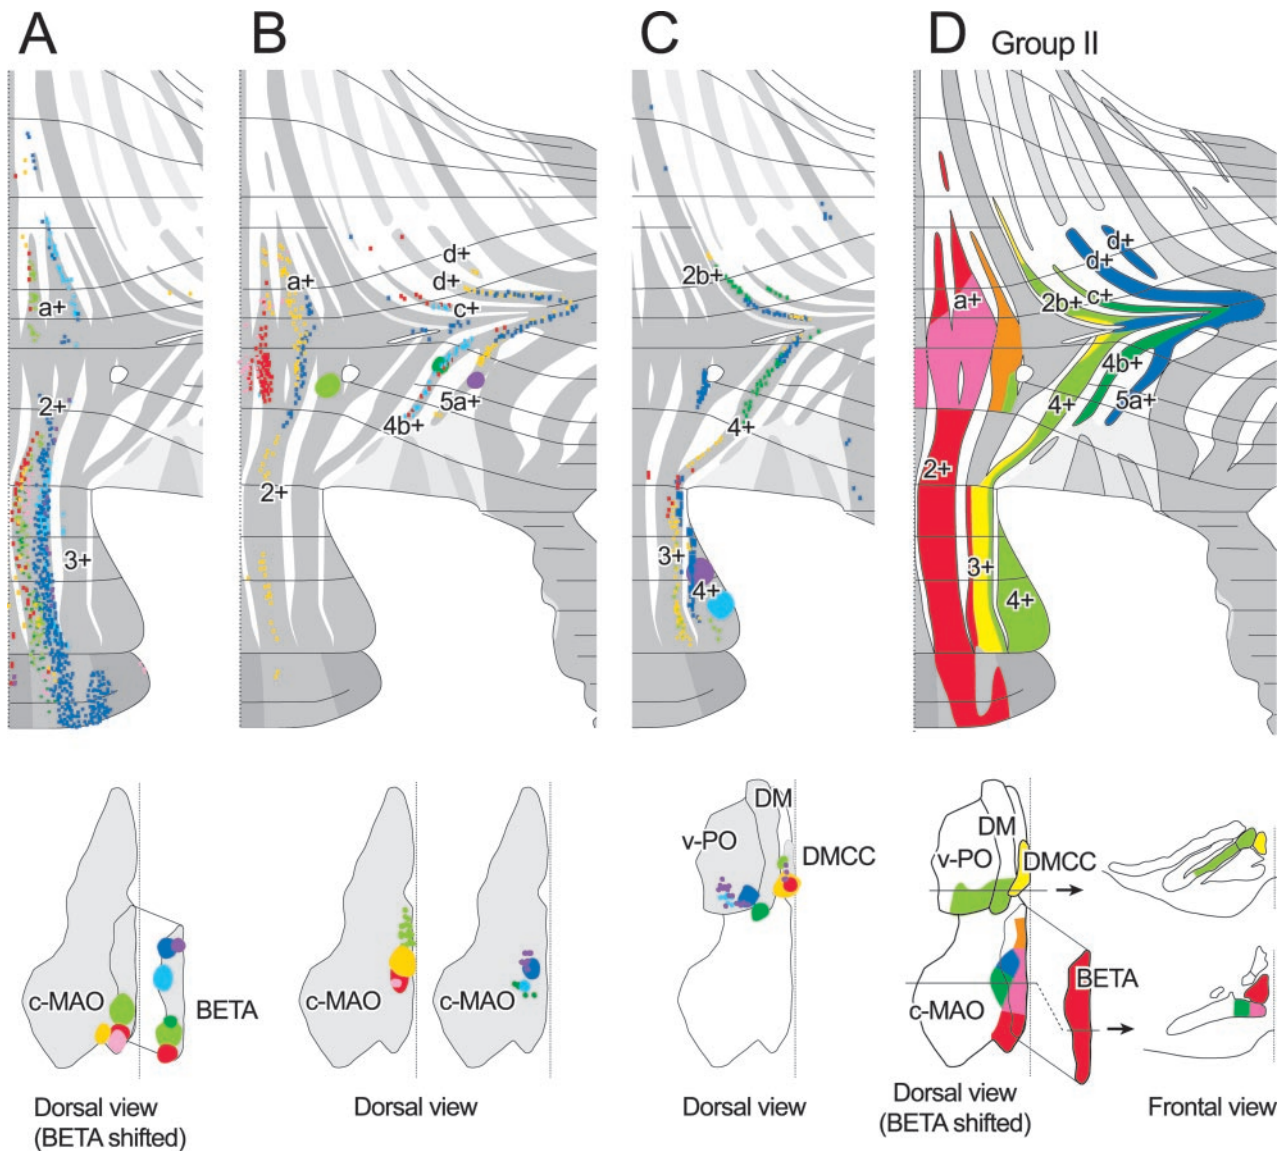 A
B
C
D Group II
a+
2+
3+
d+
d+
a+
c+
4b+
5a+
2+
2b+
4+
3+
4+
d+
d+
a+
c+
2b+
4b+
4+
5a+
2+
3+
4+
c-MAO
BETA
Dorsal view
(BETA shifted)
c-MAO
c-MAO
Dorsal view
DM
v-PO
DMCC
Dorsal view
DM
v-PO
DMCC
BETA
c-MAO
Dorsal view
(BETA shifted)
Frontal view